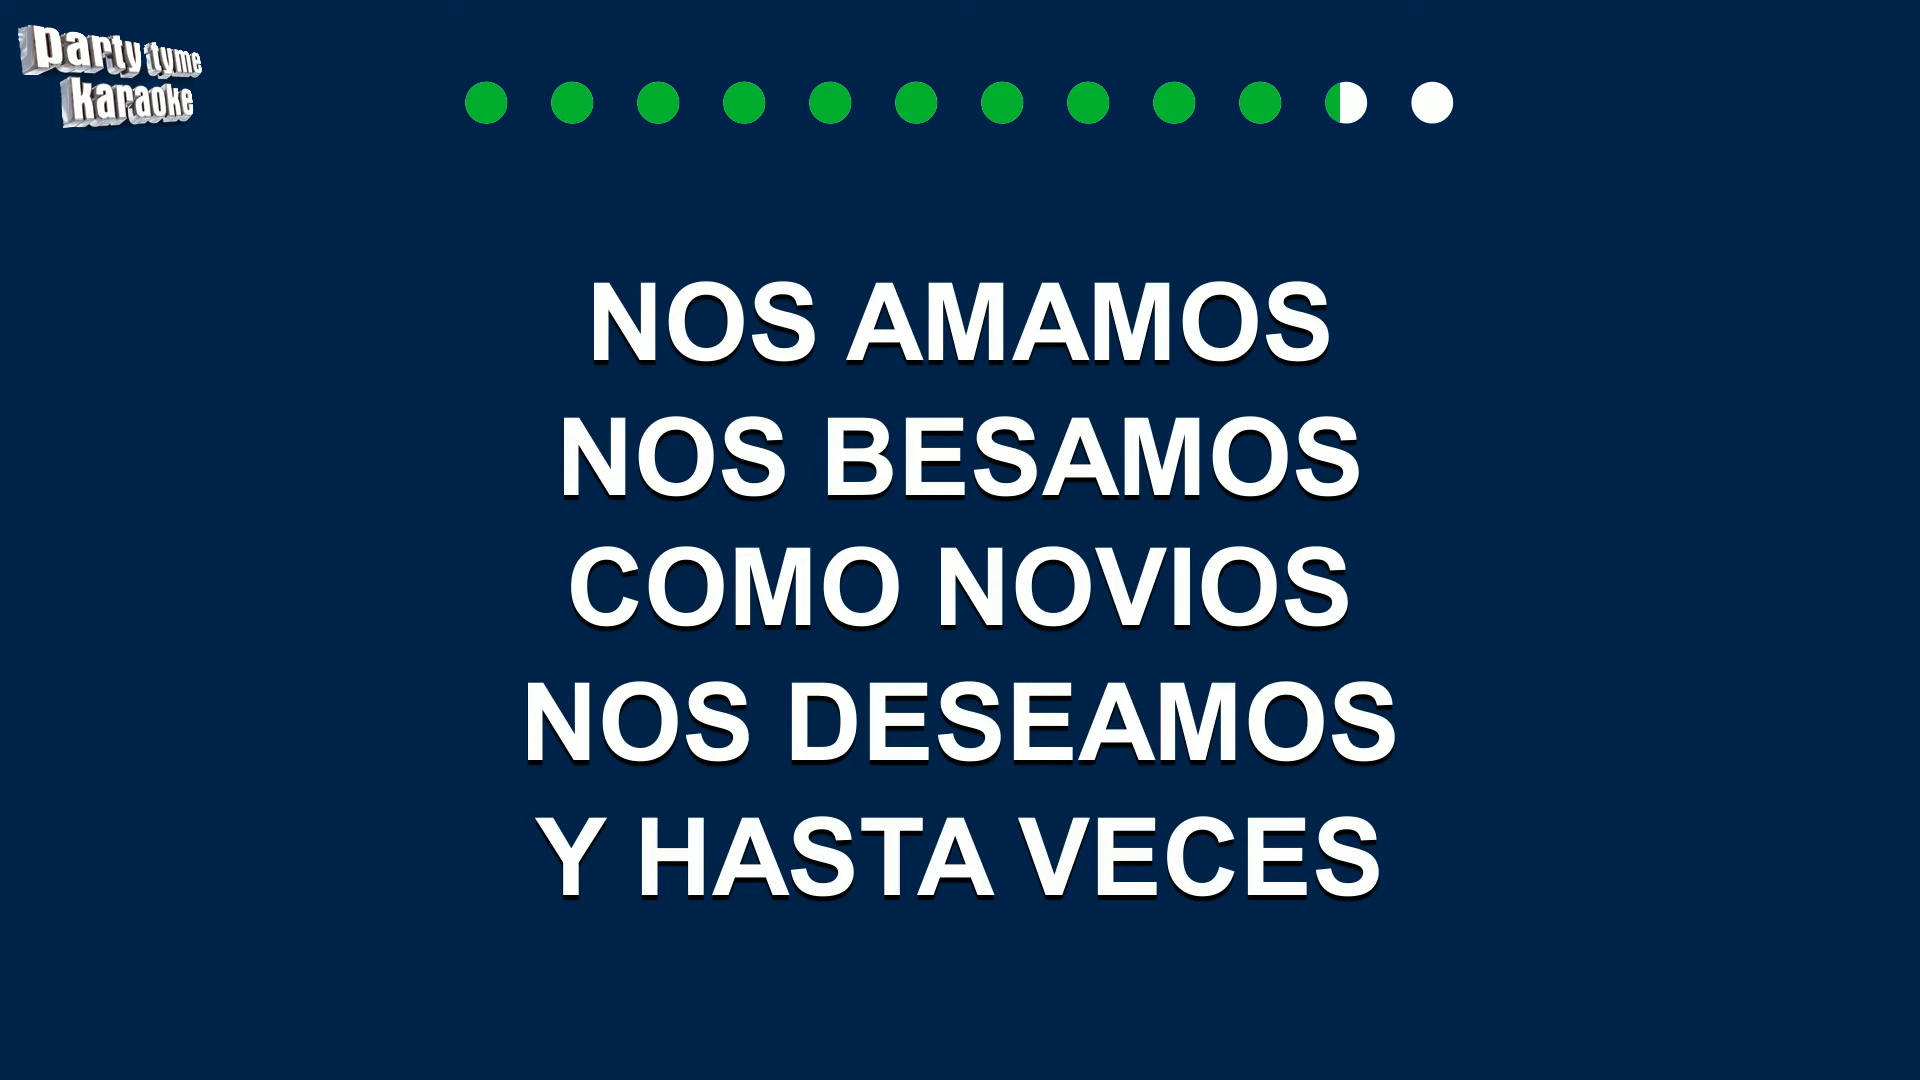 party tyme
karaoke
NOS AMAMOS
NOS BESAMOS
COMO NOVIOS
NOS DESEAMOS
Y HASTA VECES